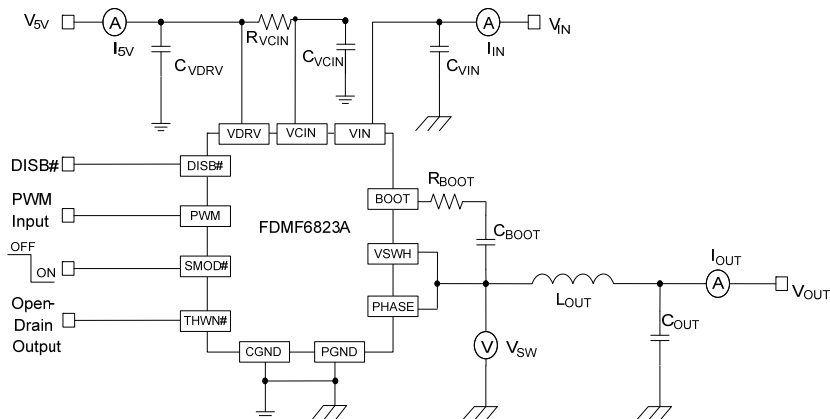 V5V
A
I5V
CVDRV
RVCIN
CVCIN
CVIN
A
IIN
VIN
VDRV
VCIN
VIN
DISB#
DISB#
PWM
Input
PWM
OFF
ON
SMOD#
Open-
Drain
Output
THWN#
FDMF6823A
BOOT
RBOOT
CBOOT
VSWH
PHASE
CGND
PGND
V
VSW
LOUT
COUT
IOUT
A
VOUT